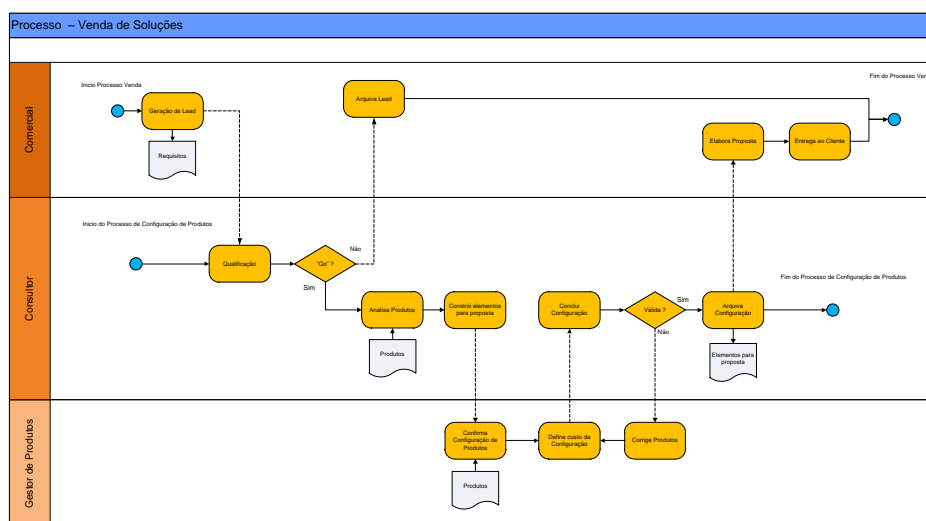 Processo – Venda de Soluções
Comercial
Inicio Processo Venda
Geração de Lead
Requisitos
Arquiva Lead
Fim do Processo Ven
Elabora Proposta
Entrega ao Cliente
Consultor
Inicio do Processo de Configuração de Produtos
Qualificação
“Go” ?
Não
Sim
Analisa Produtos
Produtos
Constrói elementos
para proposta
Conclui
Configuração
Válida ?
Sim
Não
Arquiva
Configuração
Elementos para
proposta
Fim do Processo de Configuração de Produtos
Gestor de Produtos
Confirma
Configuração de
Produtos
Produtos
Define custo da
Configuração
Corrige Produtos